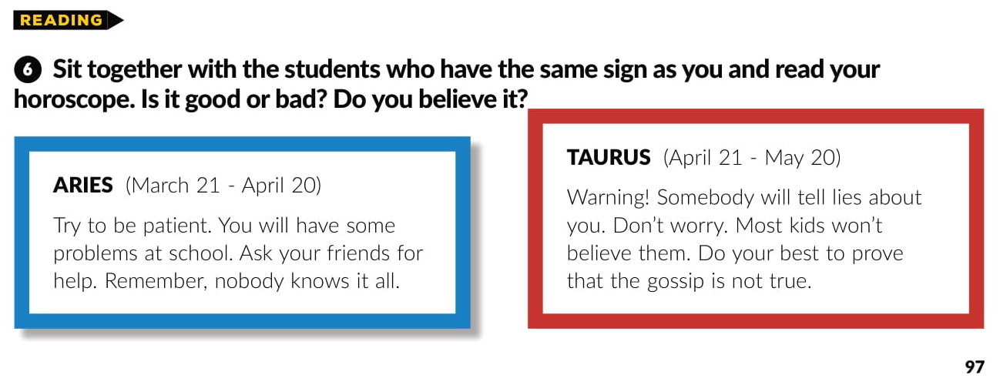 READING
6 Sit together with the students who have the same sign as you and read your
horoscope. Is it good or bad? Do you believe it?
ARIES (March 21 - April 20)
Try to be patient. You will have some
problems at school. Ask your friends for
help. Remember, nobody knows it all.
TAURUS (April 21 - May 20)
Warning! Somebody will tell lies about
you. Don't worry. Most kids won't
believe them. Do your best to prove
that the gossip is not true.
97